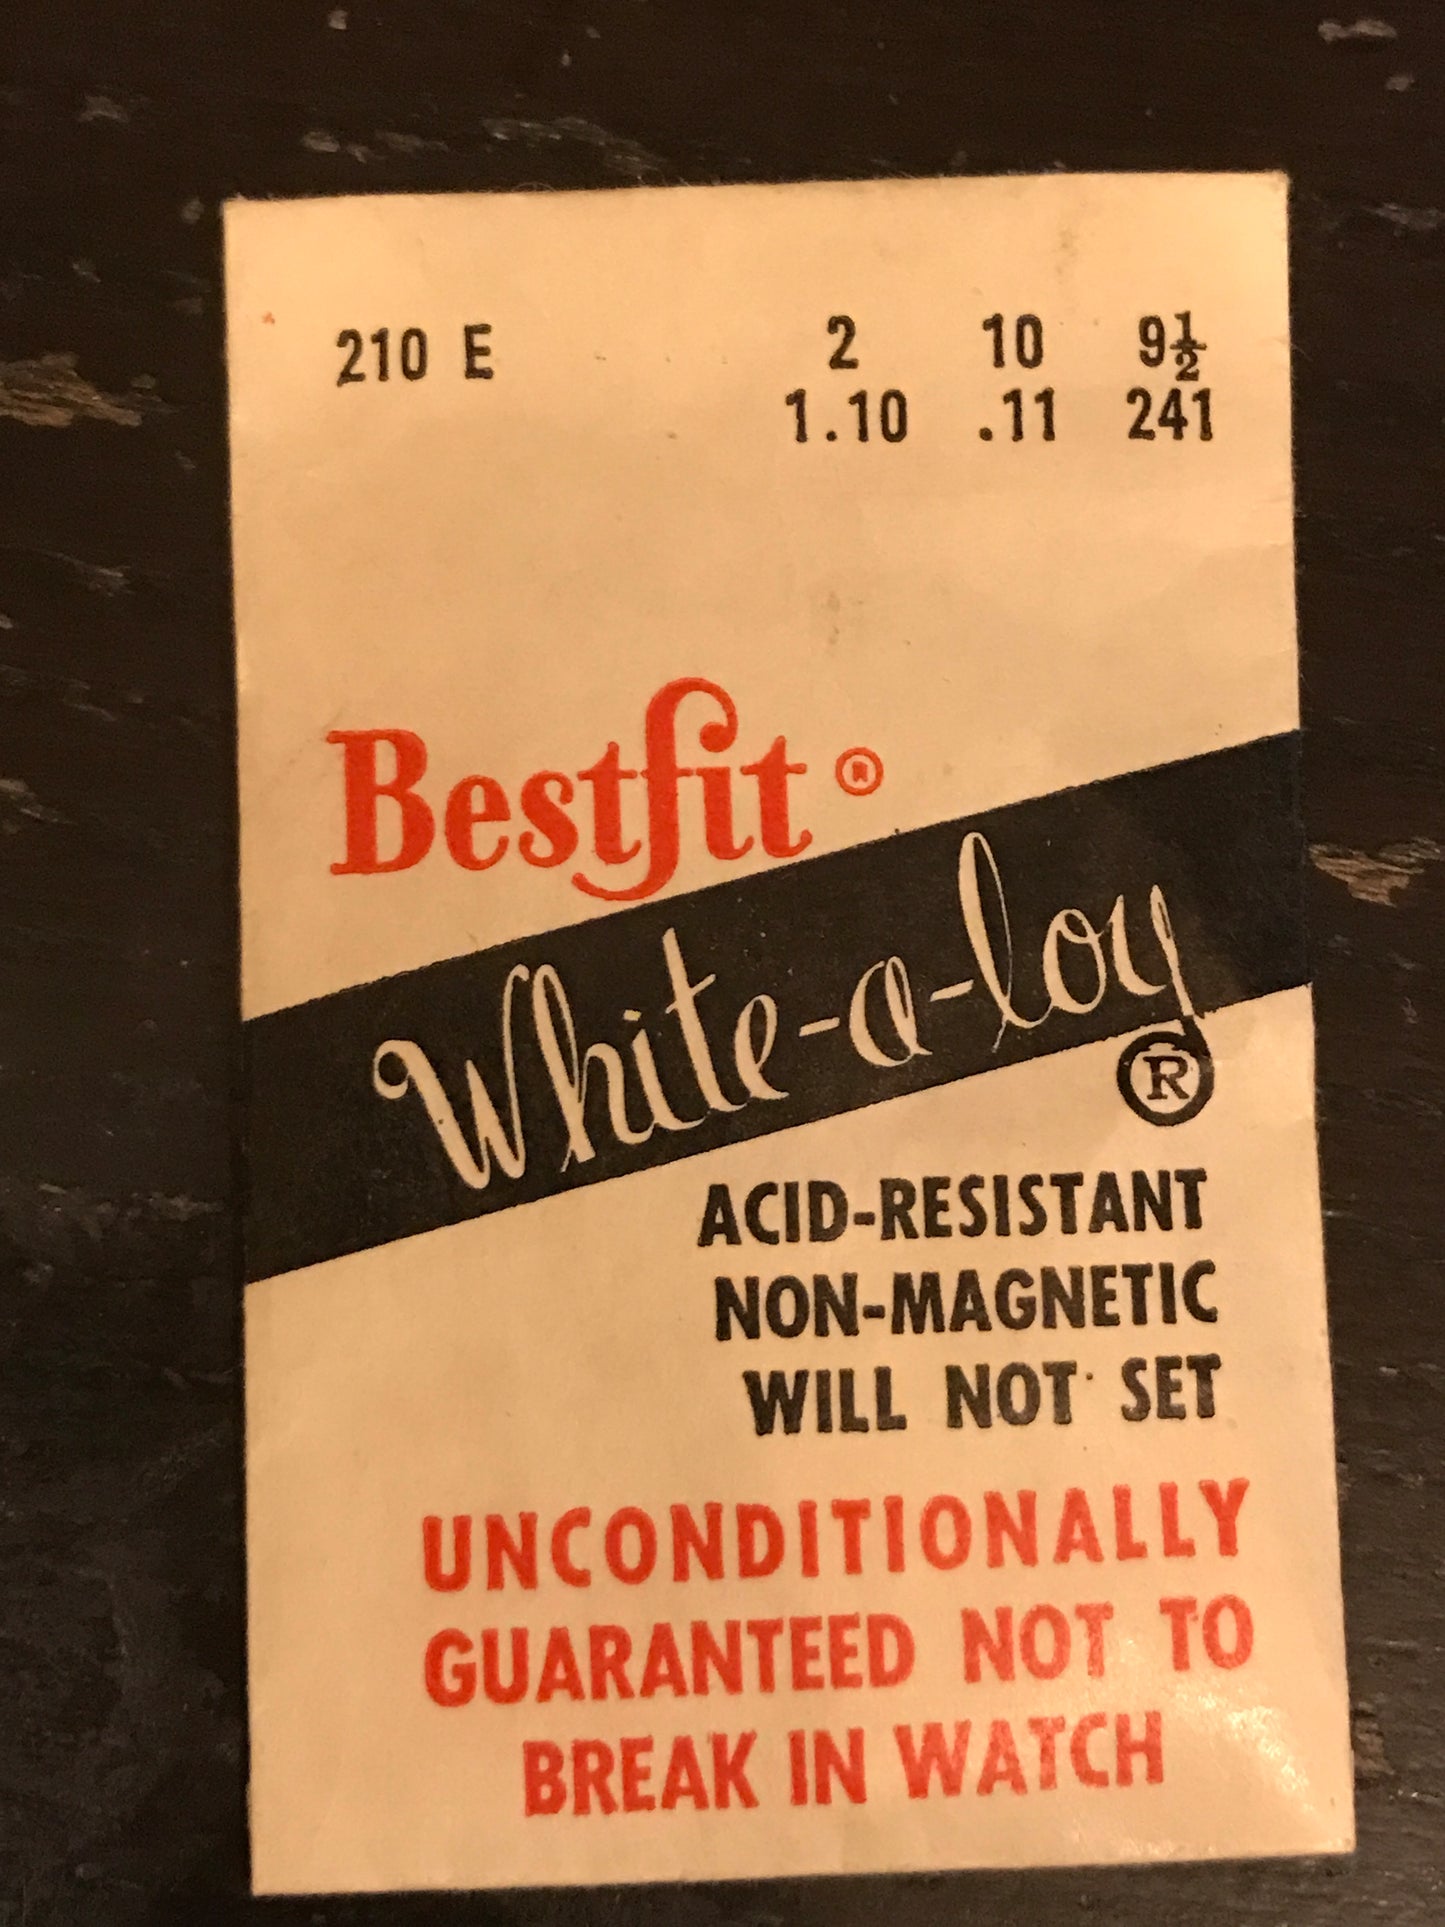 210 E 2 10 9½
1.10 .11 241
Bestfit ®
White-a-loy
®
ACID-RESISTANT
NON-MAGNETIC
WILL NOT SET
UNCONDITIONALLY
GUARANTEED NOT TO
BREAK IN WATCH